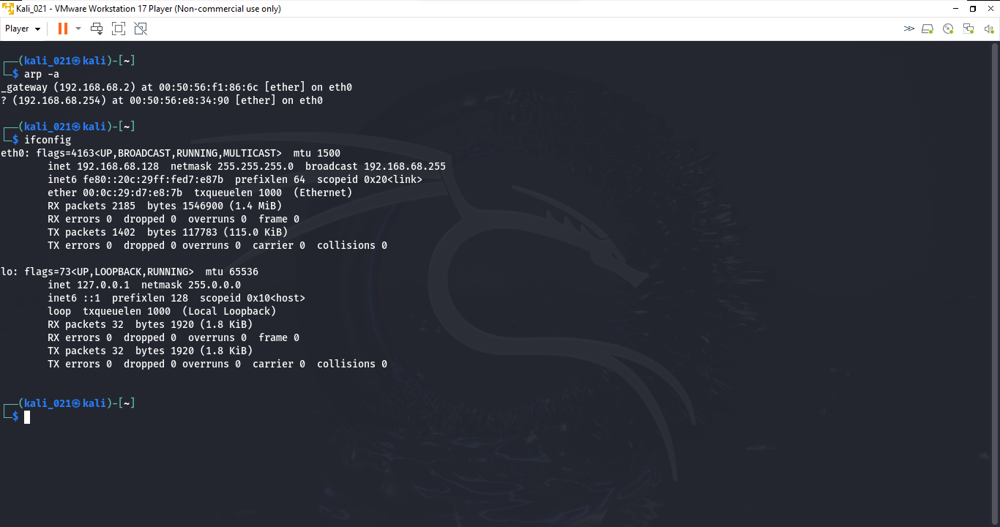 Kali_021 - VMware Workstation 17 Player (Non-commercial use only)
Player
(kali_021㉿kali)-[~]
$ arp -a
_gateway (192.168.68.2) at 00:50:56:f1:86:6c [ether] on eth0
? (192.168.68.254) at 00:50:56:e8:34:90 [ether] on eth0
(kali_021㉿kali)-[~]
$ ifconfig
eth0: flags=4163<UP,BROADCAST,RUNNING,MULTICAST>  mtu 1500
        inet 192.168.68.128  netmask 255.255.255.0  broadcast 192.168.68.255
        inet6 fe80::20c:29ff:fed7:e87b  prefixlen 64  scopeid 0x20<link>
        ether 00:0c:29:d7:e8:7b  txqueuelen 1000  (Ethernet)
        RX packets 2185  bytes 1546900 (1.4 MiB)
        RX errors 0  dropped 0  overruns 0  frame 0
        TX packets 1402  bytes 117783 (115.0 KiB)
        TX errors 0  dropped 0 overruns 0  carrier 0  collisions 0
lo: flags=73<UP,LOOPBACK,RUNNING>  mtu 65536
        inet 127.0.0.1  netmask 255.0.0.0
        inet6 ::1  prefixlen 128  scopeid 0x10<host>
        loop  txqueuelen 1000  (Local Loopback)
        RX packets 32  bytes 1920 (1.8 KiB)
        RX errors 0  dropped 0  overruns 0  frame 0
        TX packets 32  bytes 1920 (1.8 KiB)
        TX errors 0  dropped 0 overruns 0  carrier 0  collisions 0
(kali_021㉿kali)-[~]
$